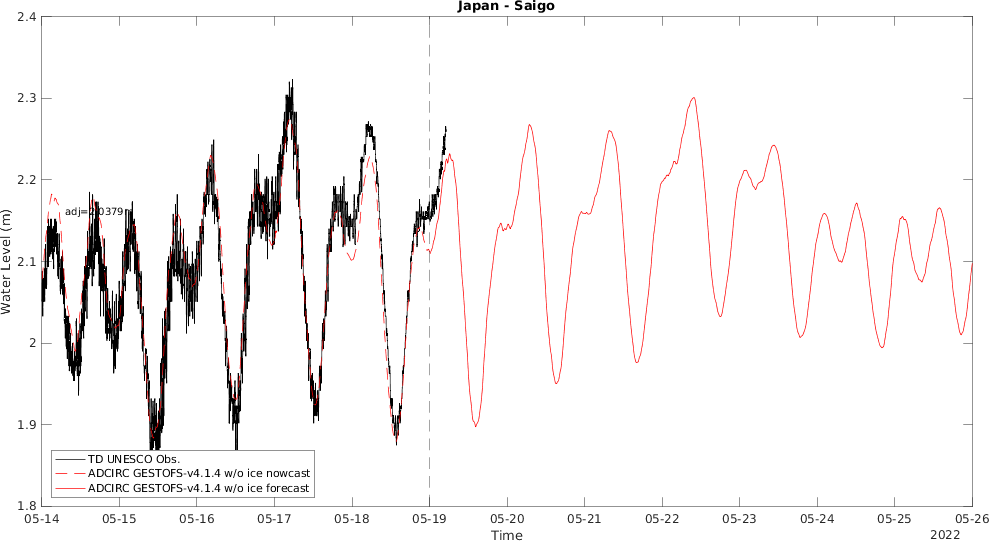 Japan - Saigo
2.4
2.3
2.2
2.1
2
1.9
1.8
Water Level (m)
adj=2.0379
TD UNESCO Obs.
ADCIRC GESTOFS-v4.1.4 w/o ice nowcast
ADCIRC GESTOFS-v4.1.4 w/o ice forecast
05-14 05-15 05-16 05-17 05-18 05-19 05-20 05-21 05-22 05-23 05-24 05-25 05-26
Time
2022